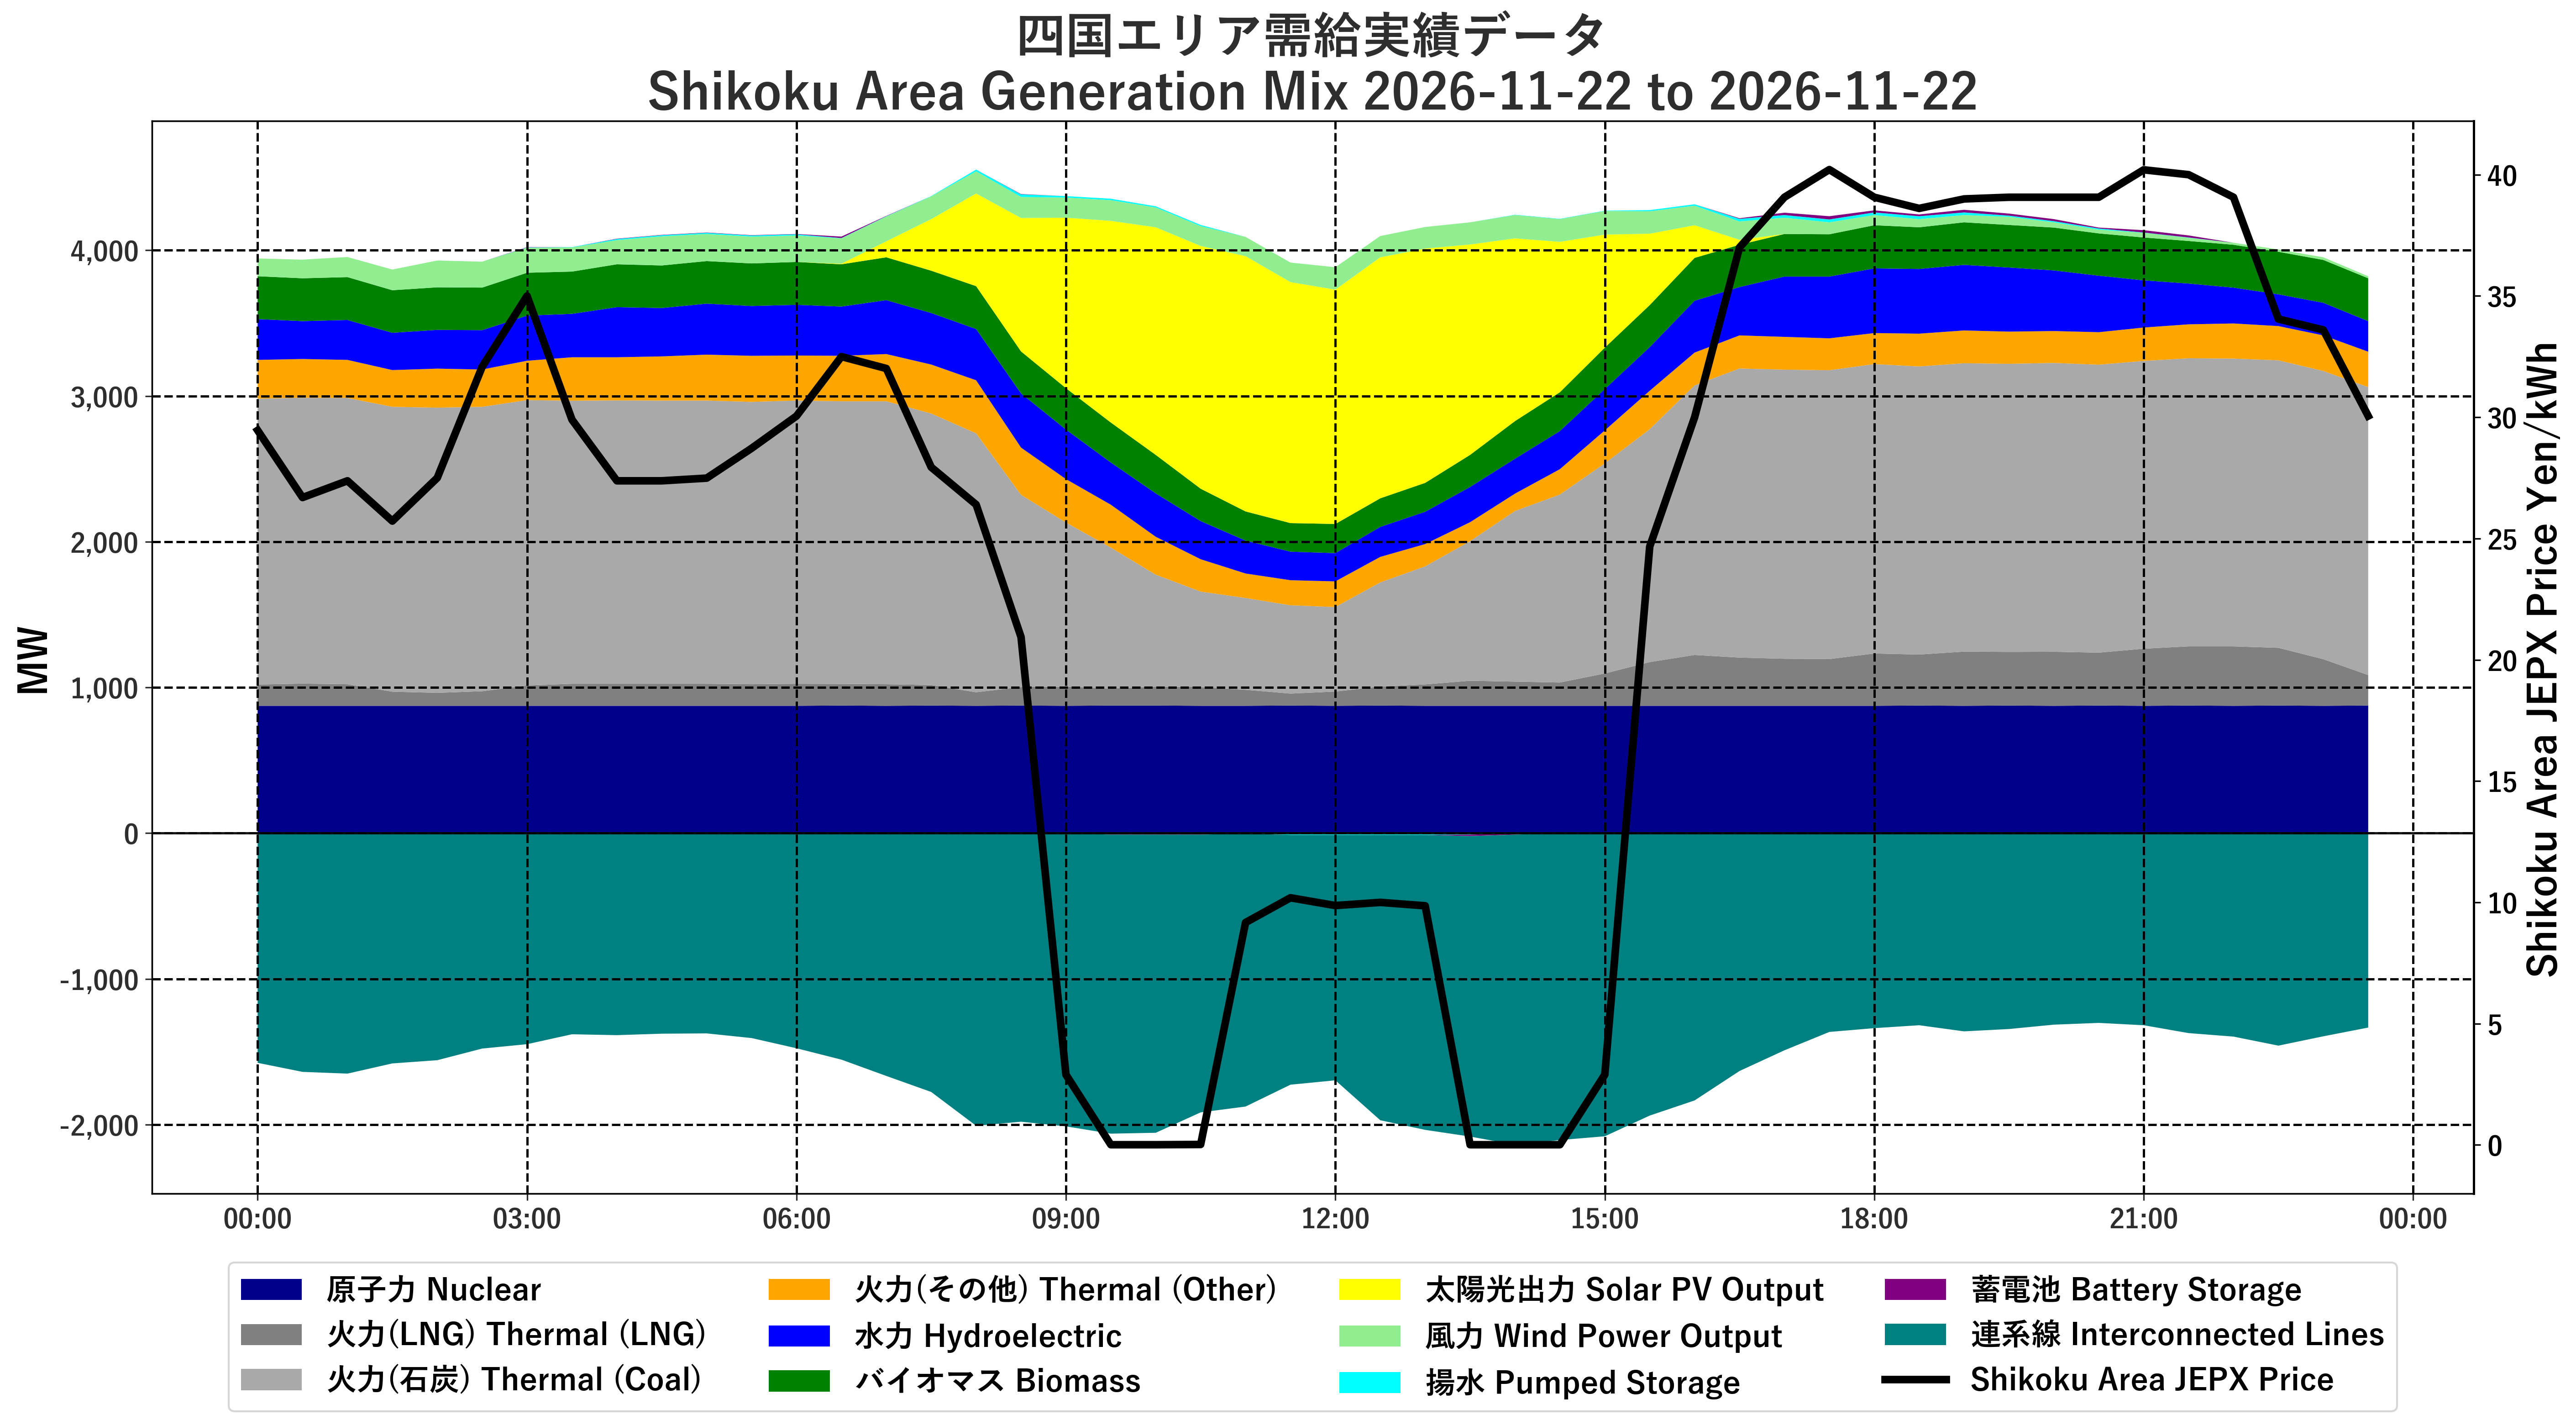 四国エリア需給実績データ
Shikoku Area Generation Mix 2026-11-22 to 2026-11-22
MW
4,000
3,000
2,000
1,000
0
-1,000
-2,000
40
35
30
25
20
15
10
5
0
Shikoku Area JEPX Price Yen/kWh
00:00 03:00 06:00 09:00 12:00 15:00 18:00 21:00 00:00
原子力 Nuclear
火力(LNG) Thermal (LNG)
火力(石炭) Thermal (Coal)
火力(その他) Thermal (Other)
水力 Hydroelectric
バイオマス Biomass
太陽光出力 Solar PV Output
風力 Wind Power Output
揚水 Pumped Storage
蓄電池 Battery Storage
連系線 Interconnected Lines
Shikoku Area JEPX Price